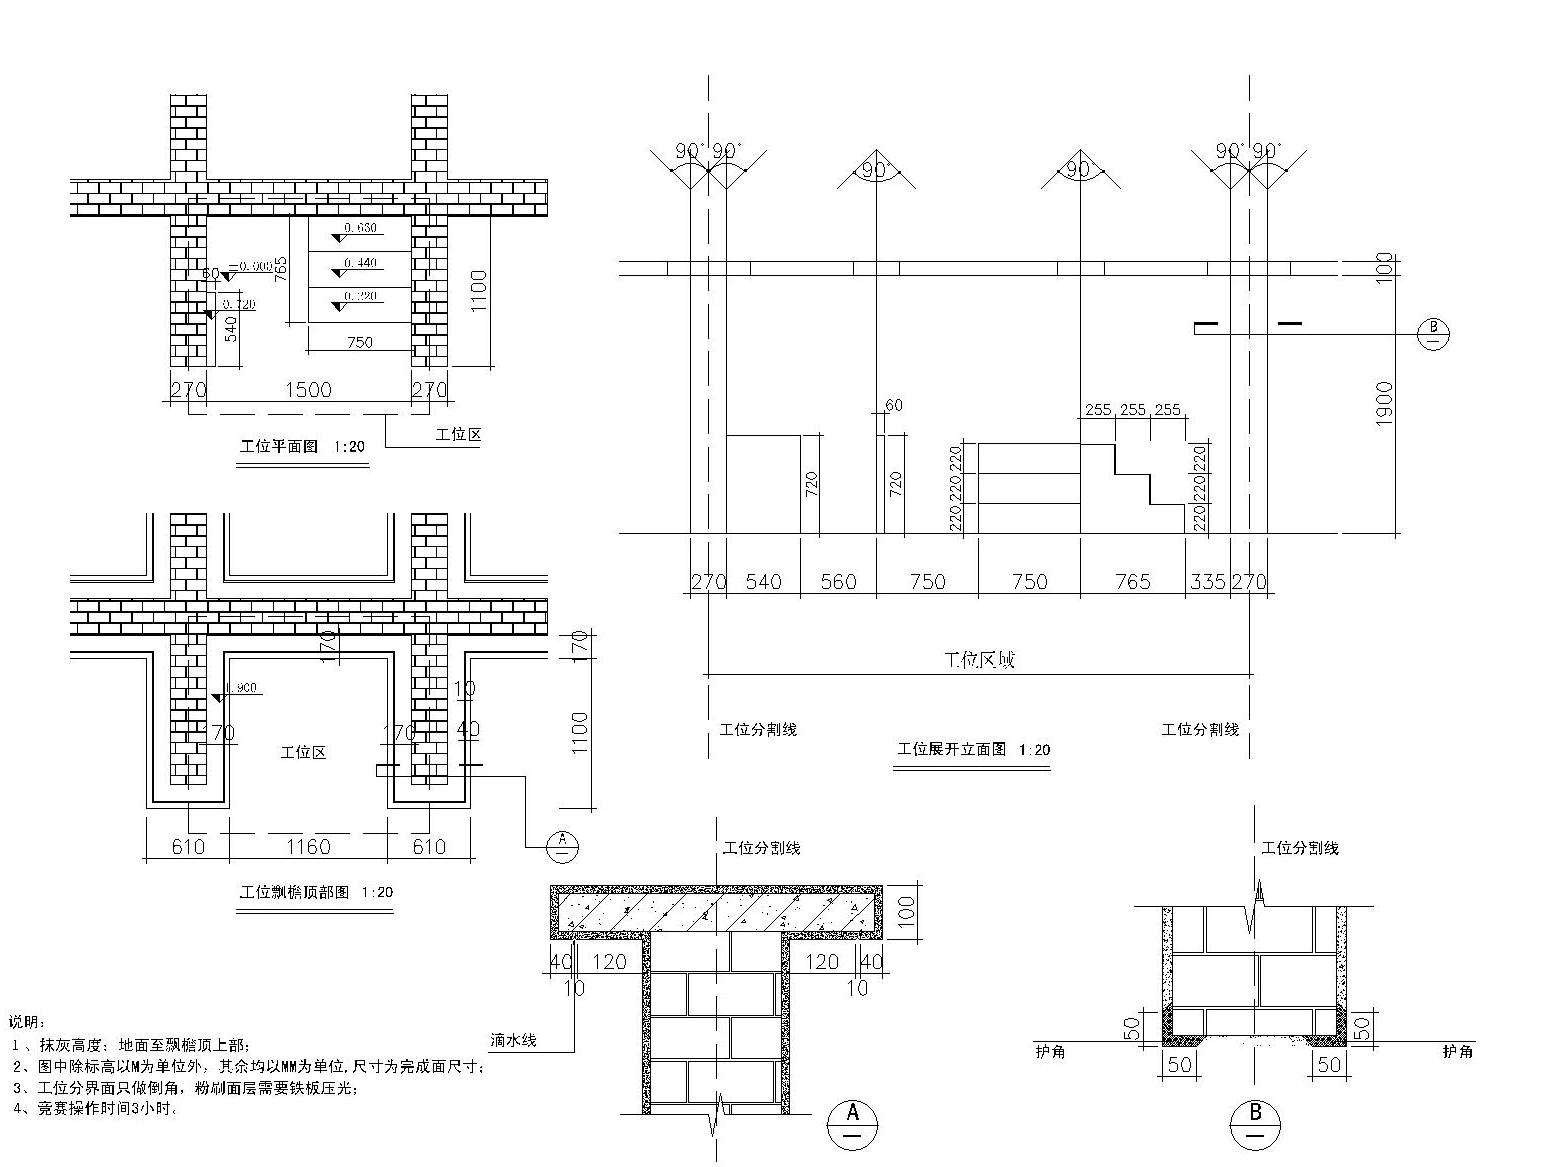 0.630
765
0.440
±0.000
60
0.220
0.720
540
1100
750
270
1500
270
工位区
工位平面图 1:20
90° 90°
90°
90°
90° 90°
100
B
1900
60
255 255 255
720
720
220
220
220
220
220
220
270
540
560
750
750
765
335
270
工位区域
工位分割线
工位分割线
工位展开立面图 1:20
170
170
1.900
10
170
170
40
工位区
1100
A
610
1160
610
工位飘檐顶部图 1:20
工位分割线
100
40
120
120
40
10
10
滴水线
A
工位分割线
50
50
护角
护角
50
50
B
说明:
1、抹灰高度: 地面至飘檐顶上部;
2、图中除标高以M为单位外, 其余均以MM为单位,尺寸为完成面尺寸;
3、工位分界面只做倒角, 粉刷面层需要铁板压光;
4、竞赛操作时间3小时。